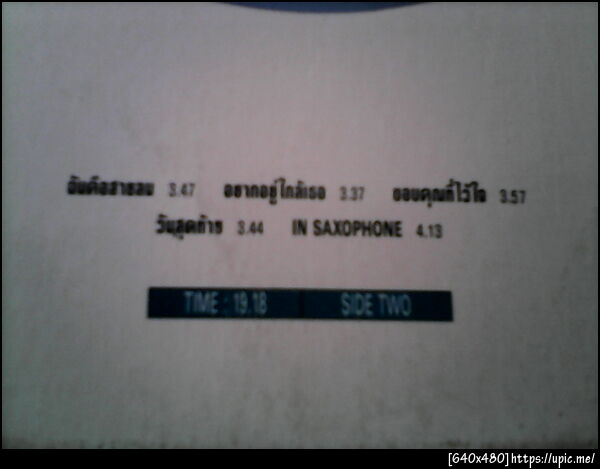 ฉันคือสายลม 3.47 อยากอยู่ใกล้เธอ 3.37 ขอบคุณที่ไว้ใจ 3.57
วันสุดท้าย 3.44 IN SAXOPHONE 4.13
TIME : 19.18 SIDE TWO
[640x480]https://upic.me/